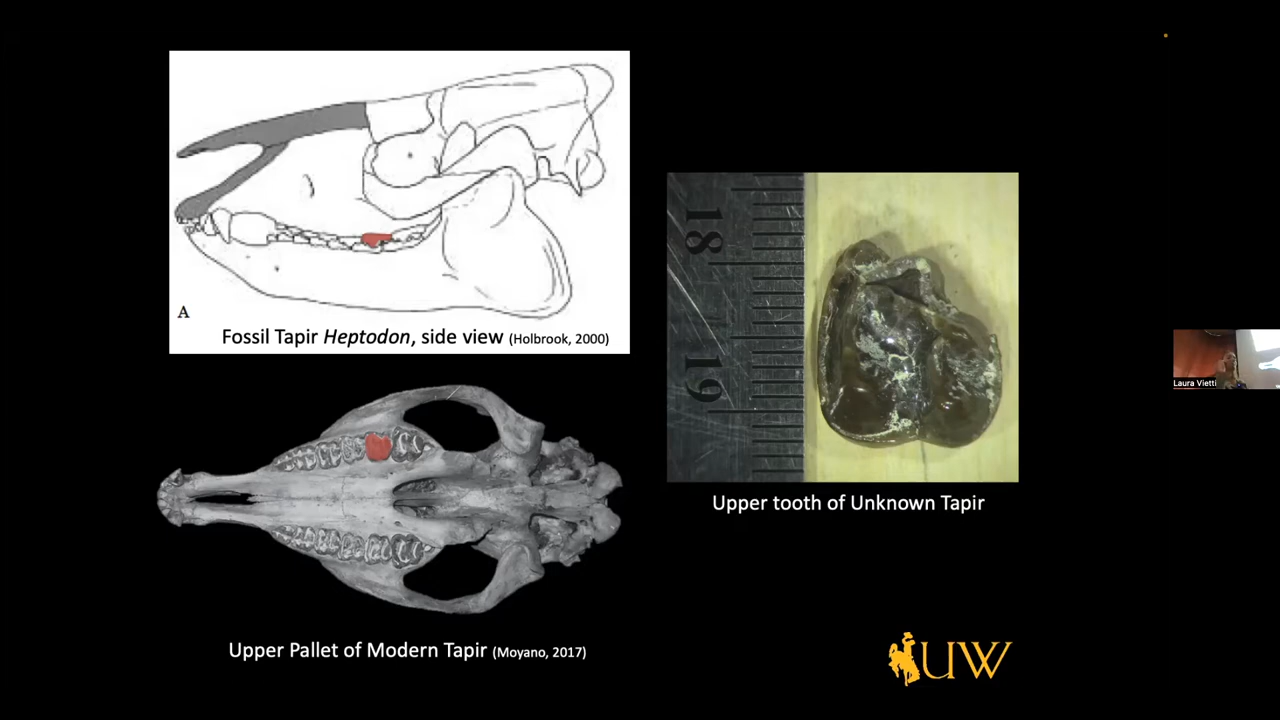 A
Fossil Tapir Heptodon, side view (Holbrook, 2000)
18
19
Upper tooth of Unknown Tapir
Laura Vietti
Upper Pallet of Modern Tapir (Moyano, 2017)
UW